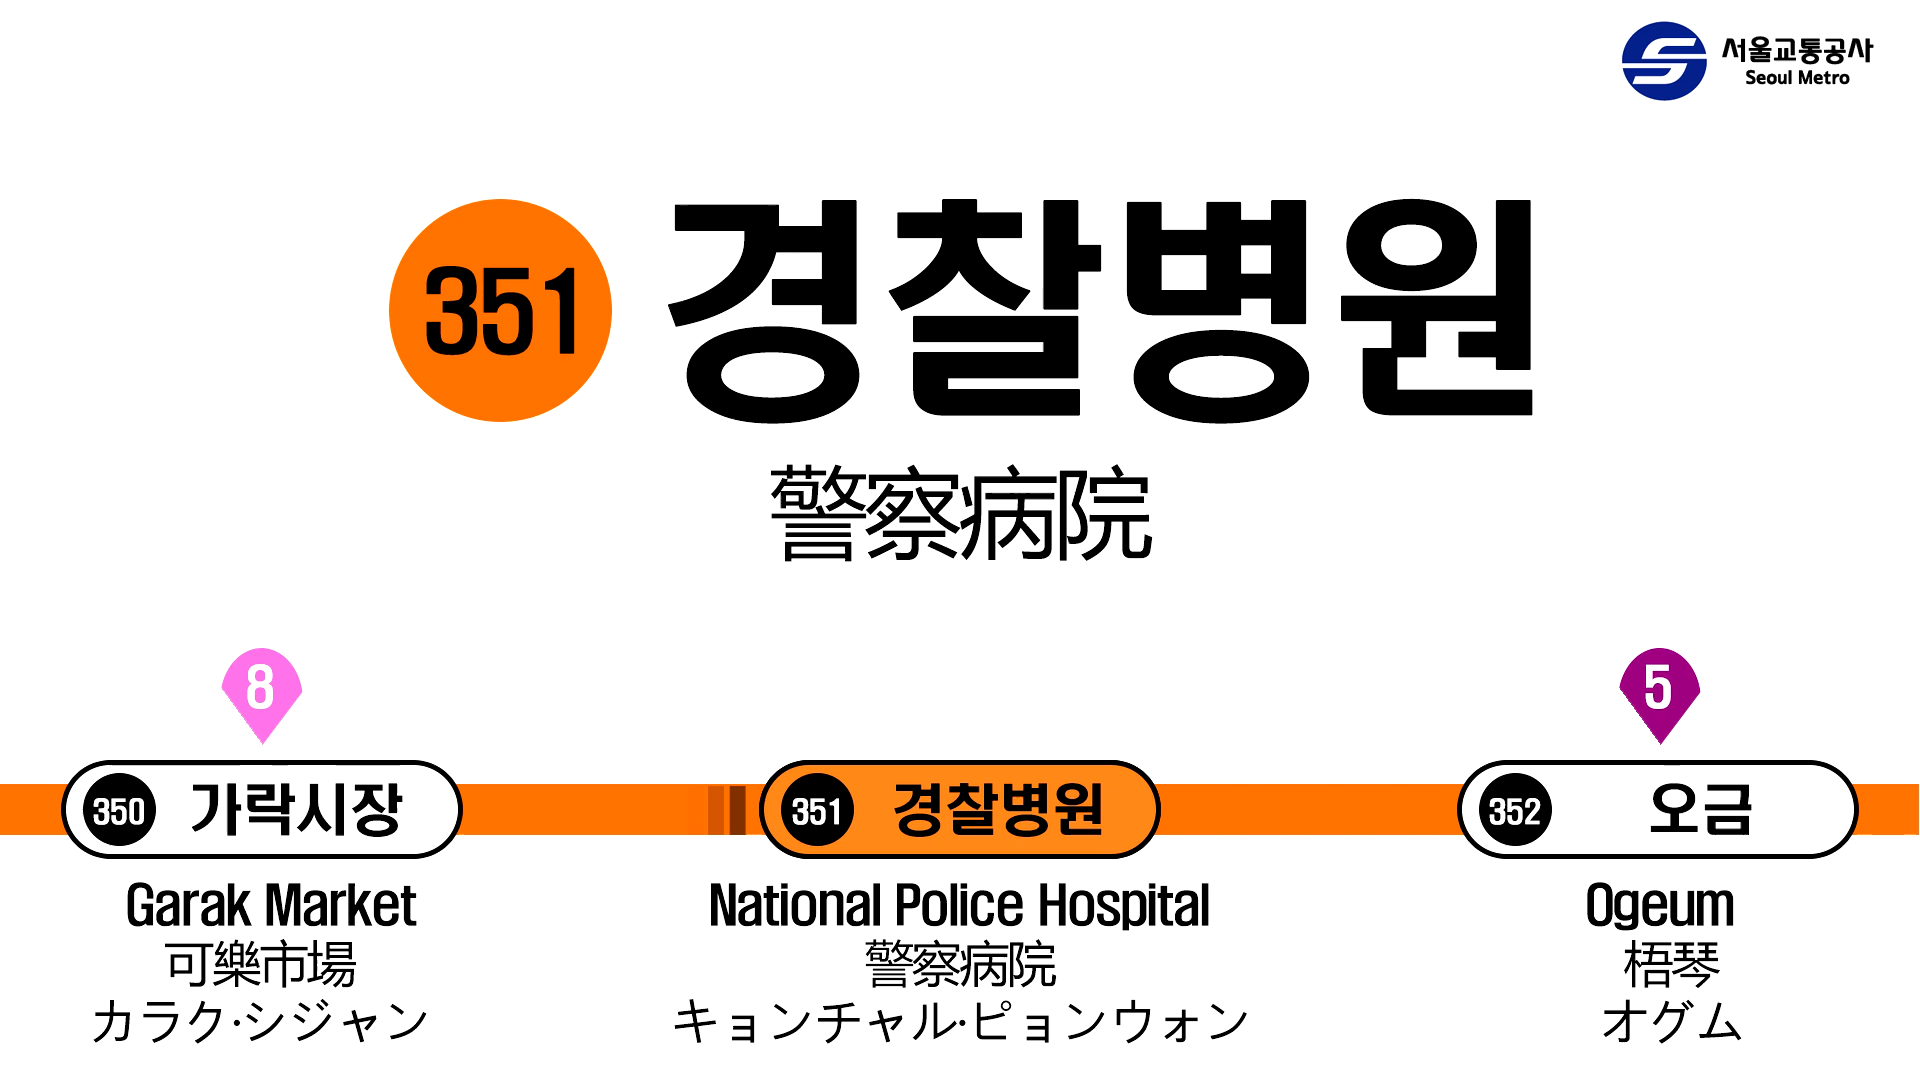 서울교통공사
Seoul Metro
351 경찰병원
警察病院
8
5
350 가락시장
351 경찰병원
352 오금
Garak Market
National Police Hospital
Ogeum
可樂市場
警察病院
梧琴
カラク·シジャン
キョンチャル·ピョンウォン
オグム